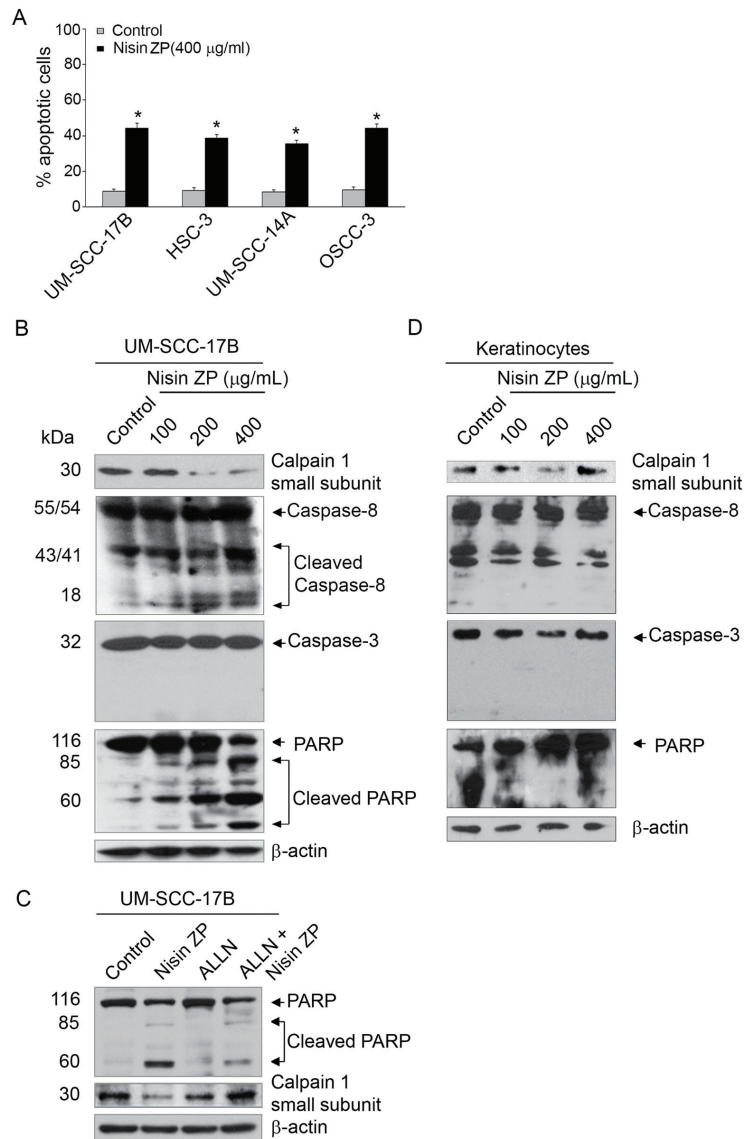 A
Control
Nisin ZP(400 μg/ml)
% apoptotic cells
100
80
60
40
20
0
*
*
*
*
UM-SCC-17B
HSC-3
UM-SCC-14A
OSCC-3
B
UM-SCC-17B
Nisin ZP (μg/mL)
kDa
Control
100
200
400
30
Calpain 1
small subunit
55/54
Caspase-8
43/41
Cleaved
Caspase-8
18
32
Caspase-3
116
PARP
85
Cleaved PARP
60
β-actin
D
Keratinocytes
Nisin ZP (μg/mL)
Control
100
200
400
Calpain 1
small subunit
Caspase-8
Caspase-3
PARP
β-actin
C
UM-SCC-17B
Control
Nisin ZP
ALLN
ALLN +
Nisin ZP
116
PARP
85
Cleaved PARP
60
30
Calpain 1
small subunit
β-actin